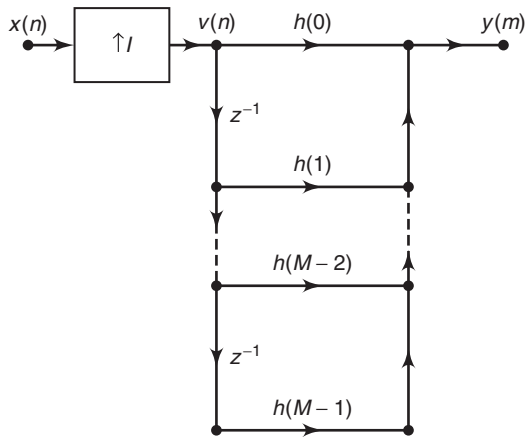 x(n) v(n) h(0) y(m)
↑I
z⁻¹
h(1)
h(M – 2)
z⁻¹
h(M – 1)